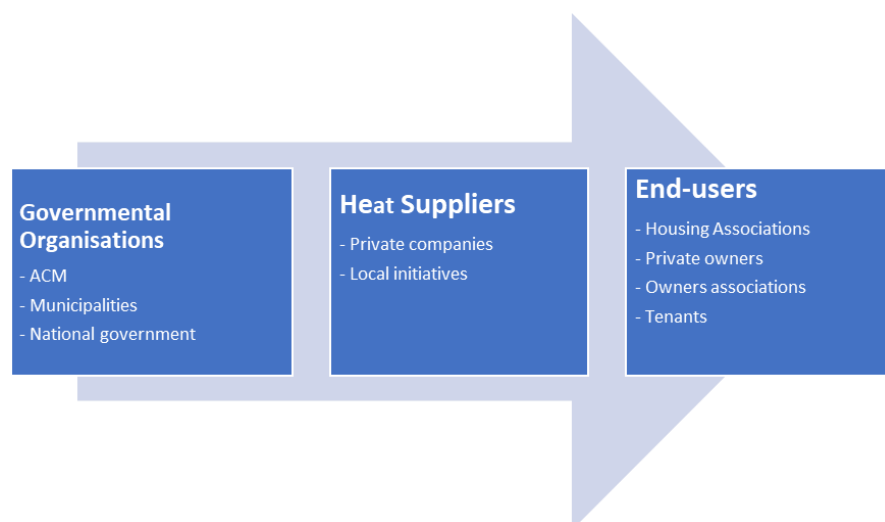 Governmental
Organisations
- ACM
- Municipalities
- National government
Heat Suppliers
- Private companies
- Local initiatives
End-users
- Housing Associations
- Private owners
- Owners associations
- Tenants